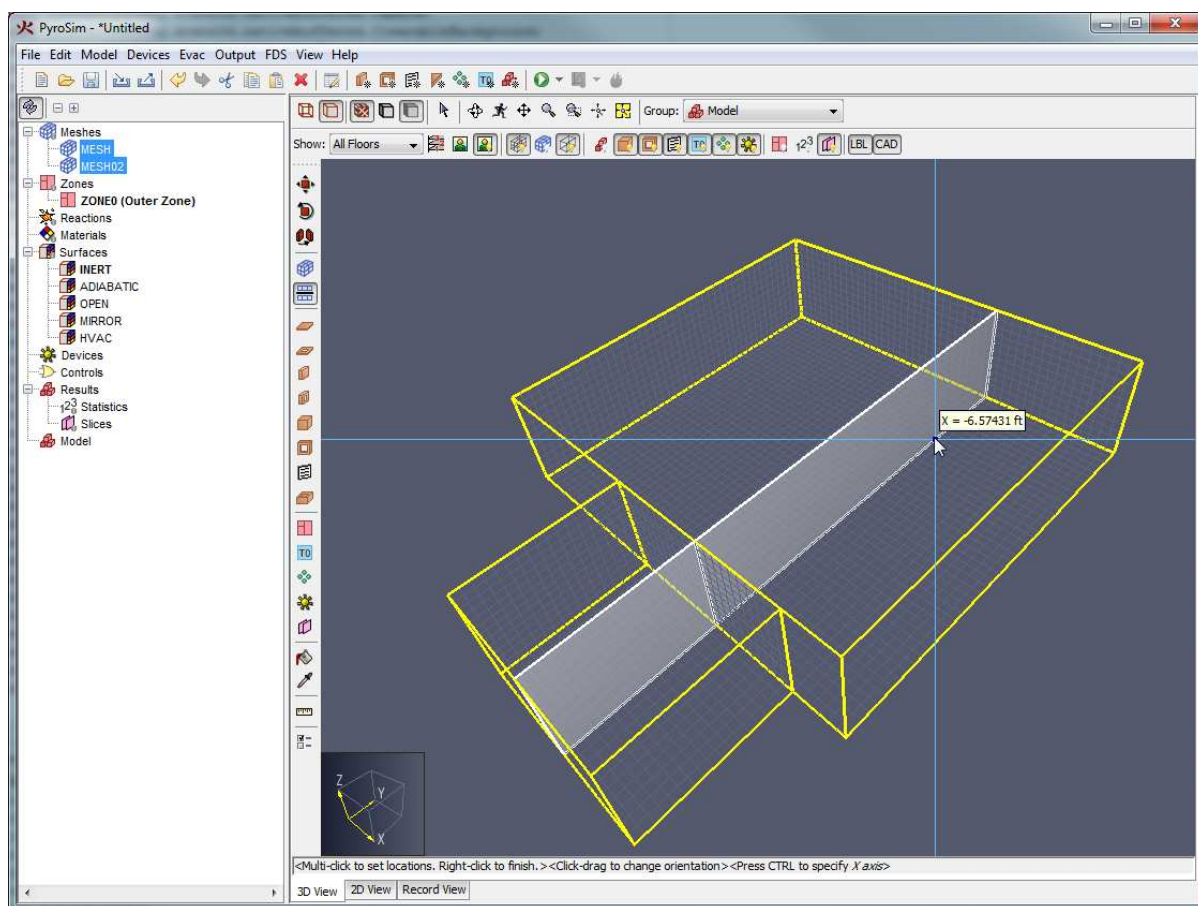 PyroSim - *Untitled
File Edit Model Devices Evac Output FDS View Help
Group: Model
Show: All Floors
LBL CAD
Meshes
MESH
MESH02
Zones
ZONE0 (Outer Zone)
Reactions
Materials
Surfaces
INERT
ADIABATIC
OPEN
MIRROR
HVAC
Devices
Controls
Results
Statistics
Slices
Model
X = -6.57431 ft
T0
Z
Y
X
<Multi-click to set locations. Right-click to finish.><Click-drag to change orientation><Press CTRL to specify X axis>
3D View 2D View Record View